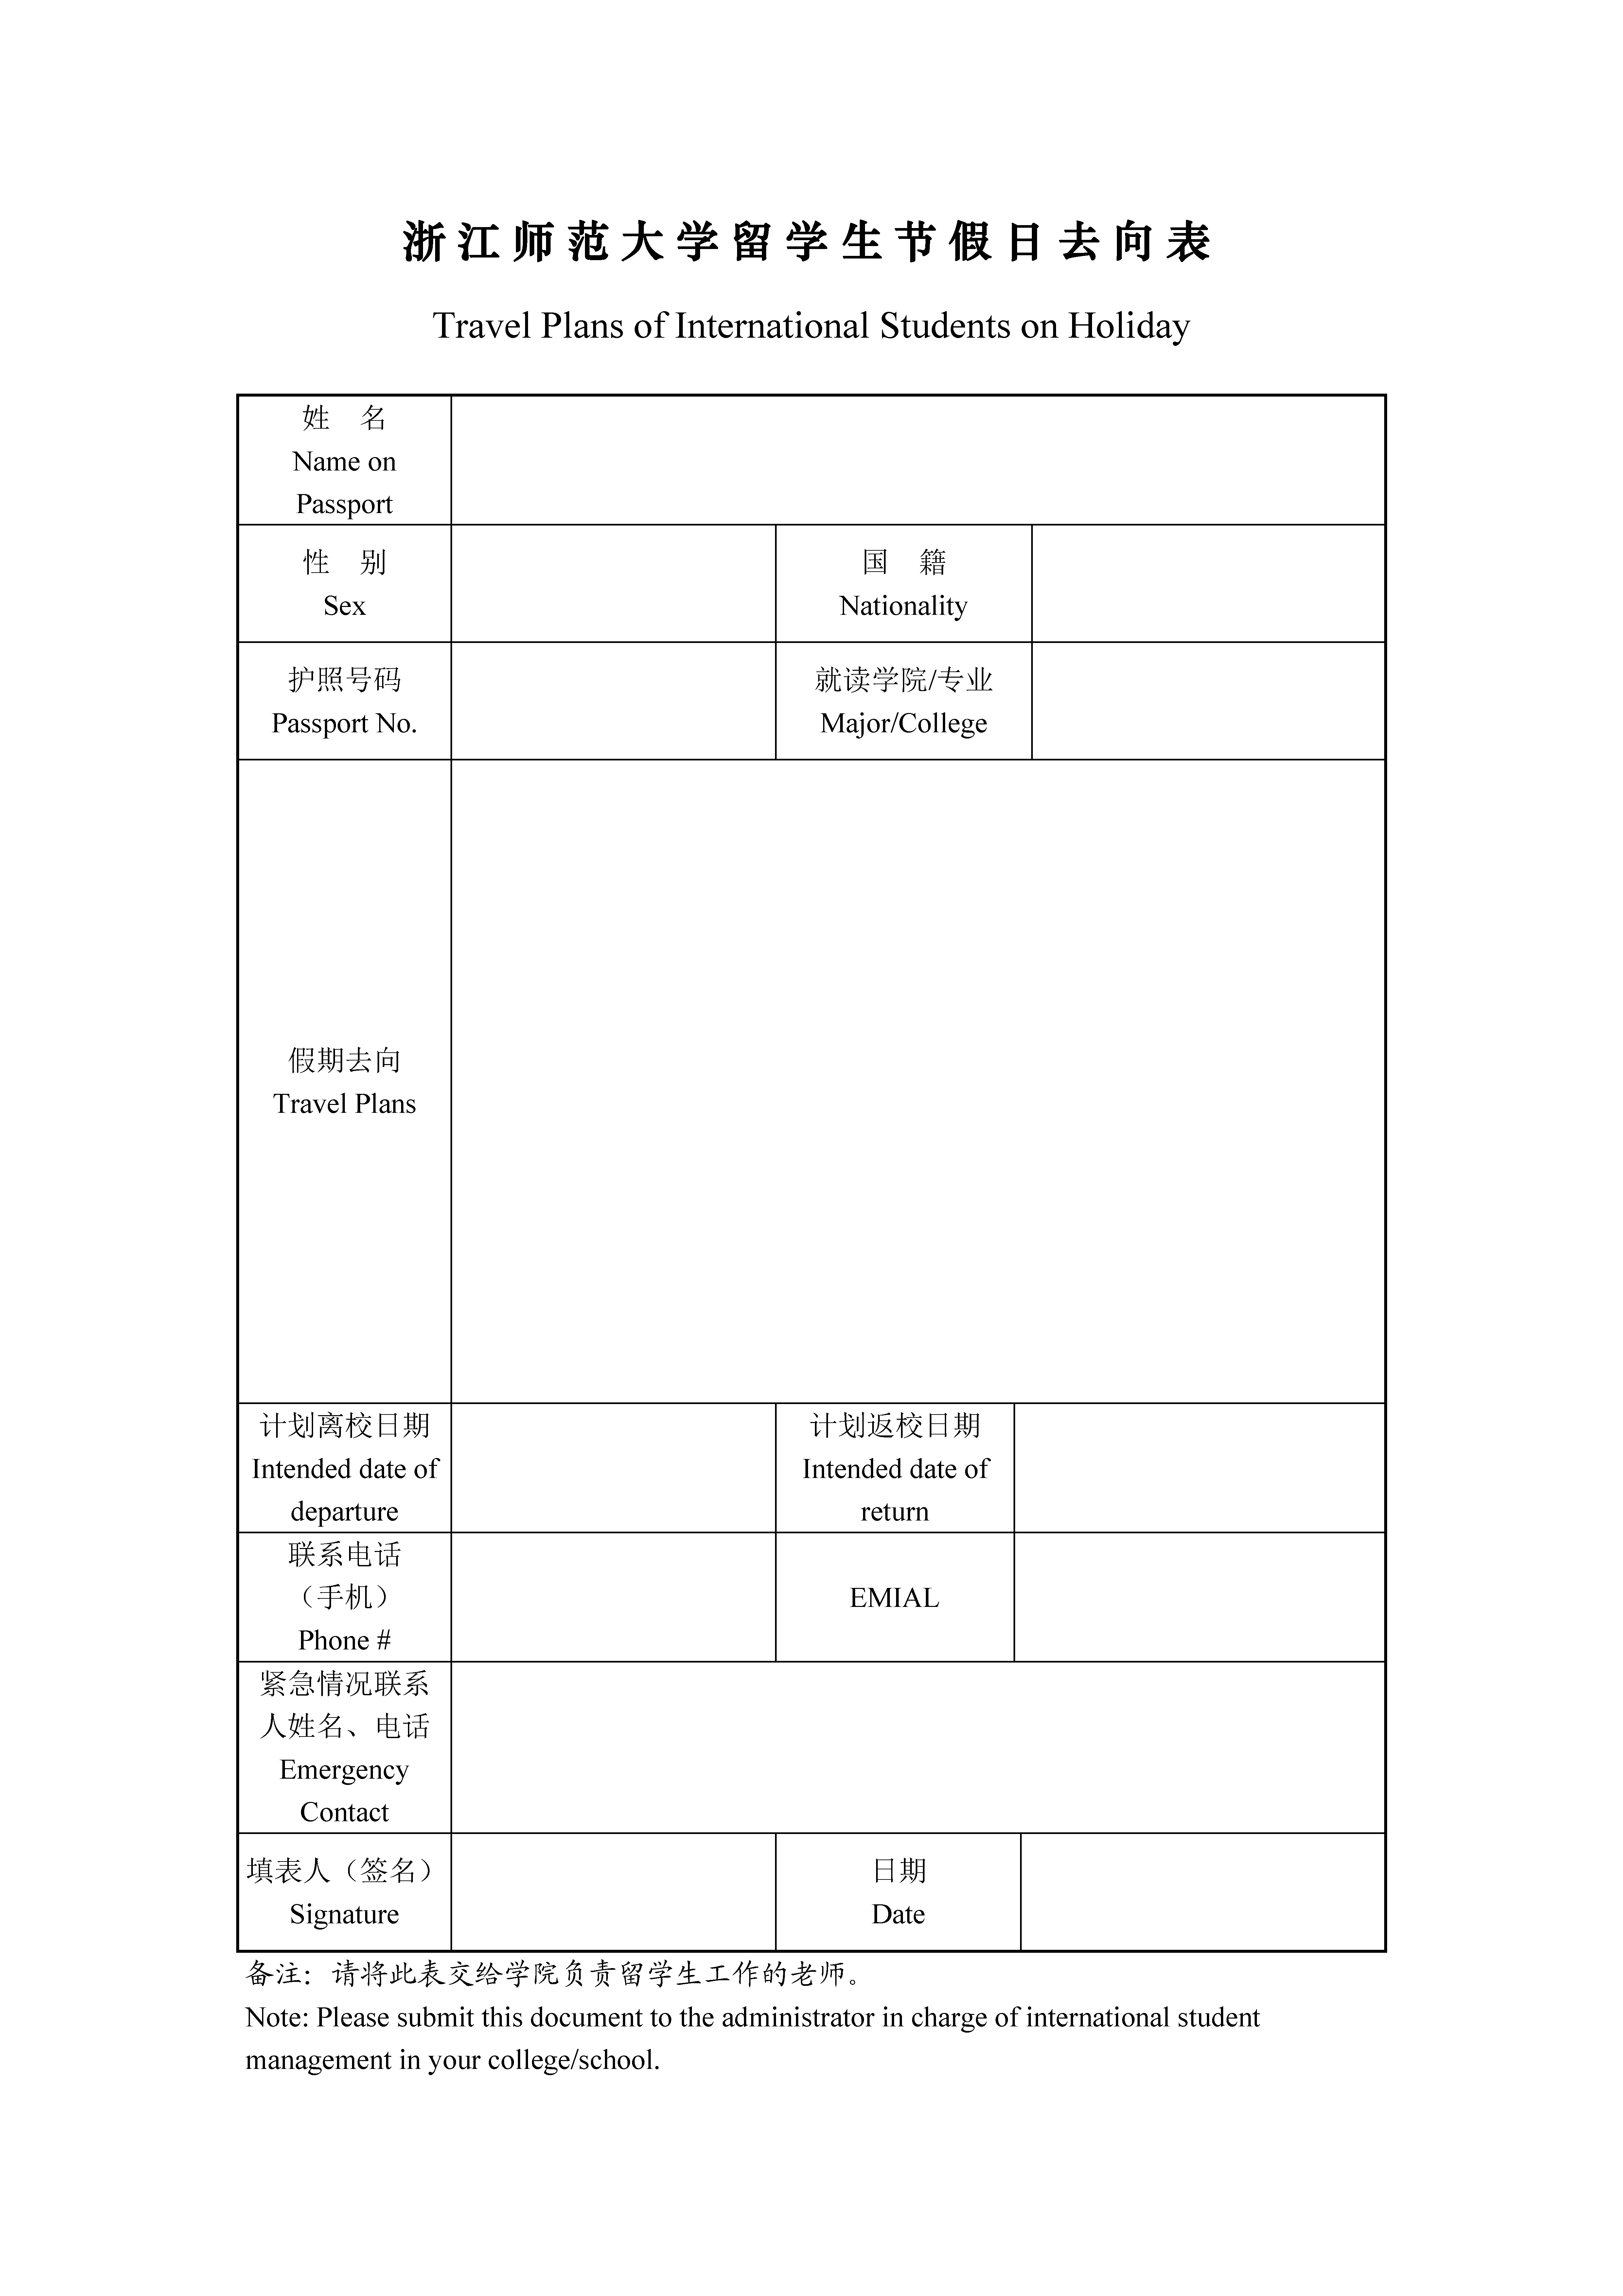 浙江师范大学留学生节假日去向表
Travel Plans of International Students on Holiday
姓 名
Name on
Passport
性 别
Sex
国 籍
Nationality
护照号码
Passport No.
就读学院/专业
Major/College
假期去向
Travel Plans
计划离校日期
Intended date of
departure
计划返校日期
Intended date of
return
联系电话
（手机）
Phone #
EMIAL
紧急情况联系
人姓名、电话
Emergency
Contact
填表人（签名）
Signature
日期
Date
备注：请将此表交给学院负责留学生工作的老师。
Note: Please submit this document to the administrator in charge of international student
management in your college/school.